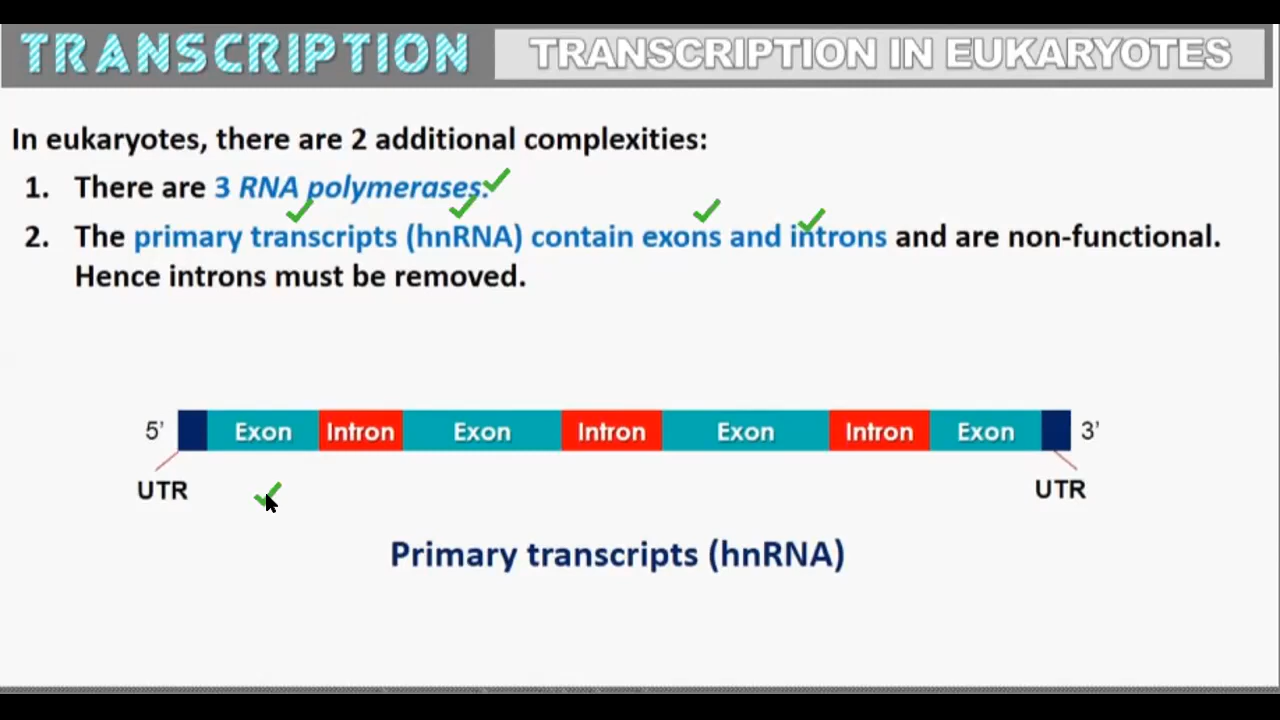 TRANSCRIPTION
TRANSCRIPTION IN EUKARYOTES
In eukaryotes, there are 2 additional complexities:
1. There are 3 RNA polymerases.
2. The primary transcripts (hnRNA) contain exons and introns and are non-functional.
Hence introns must be removed.
5’ Exon Intron Exon Intron Exon Intron Exon 3’
UTR UTR
Primary transcripts (hnRNA)